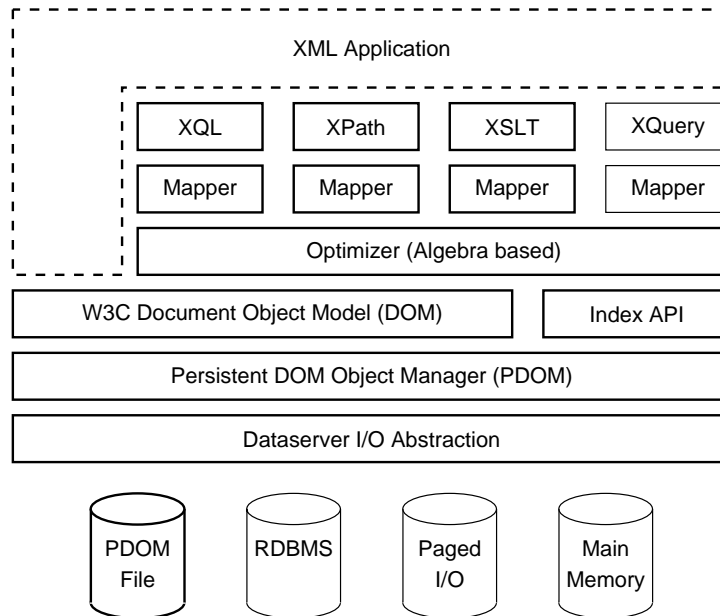 XML Application
XQL XPath XSLT XQuery
Mapper Mapper Mapper Mapper
Optimizer (Algebra based)
W3C Document Object Model (DOM) Index API
Persistent DOM Object Manager (PDOM)
Dataserver I/O Abstraction
PDOM RDBMS Paged Main
File I/O Memory